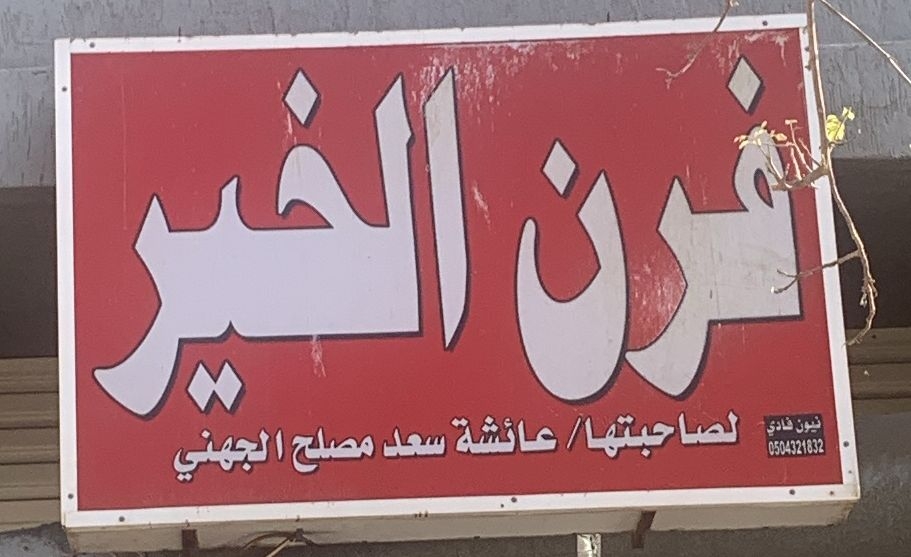 فرن الخير
لصاحبتها/ عائشة سعد مصلح الجهني
نيون فادي
0504321832